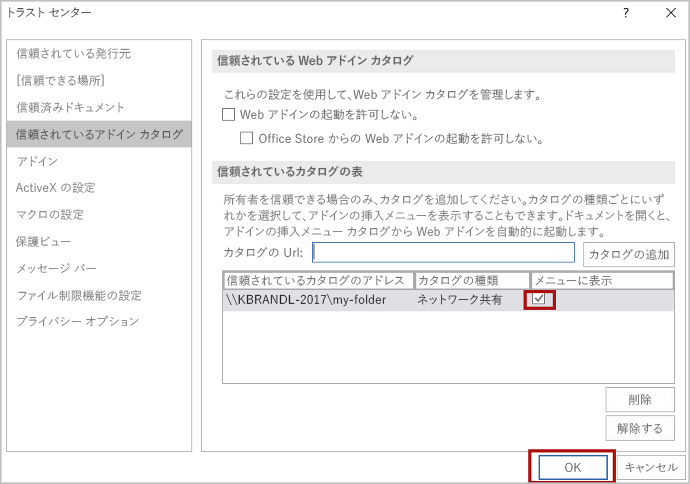 トラスト センター
?
信頼されている発行元
[信頼できる場所]
信頼済みドキュメント
信頼されているアドイン カタログ
アドイン
ActiveX の設定
マクロの設定
保護ビュー
メッセージ バー
ファイル制限機能の設定
プライバシー オプション
信頼されている Web アドイン カタログ
これらの設定を使用して、Web アドイン カタログを管理します。
Web アドインの起動を許可しない。
Office Store からの Web アドインの起動を許可しない。
信頼されているカタログの表
所有者を信頼できる場合のみ、カタログを追加してください。カタログの種類ごとにいず
れかを選択して、アドインの挿入メニューを表示することもできます。ドキュメントを開くと、
アドインの挿入メニュー カタログから Web アドインを自動的に起動します。
カタログの Url:
カタログの追加
信頼されているカタログのアドレス カタログの種類 メニューに表示
\\KBRANDL-2017\my-folder ネットワーク共有
削除
解除する
OK
キャンセル